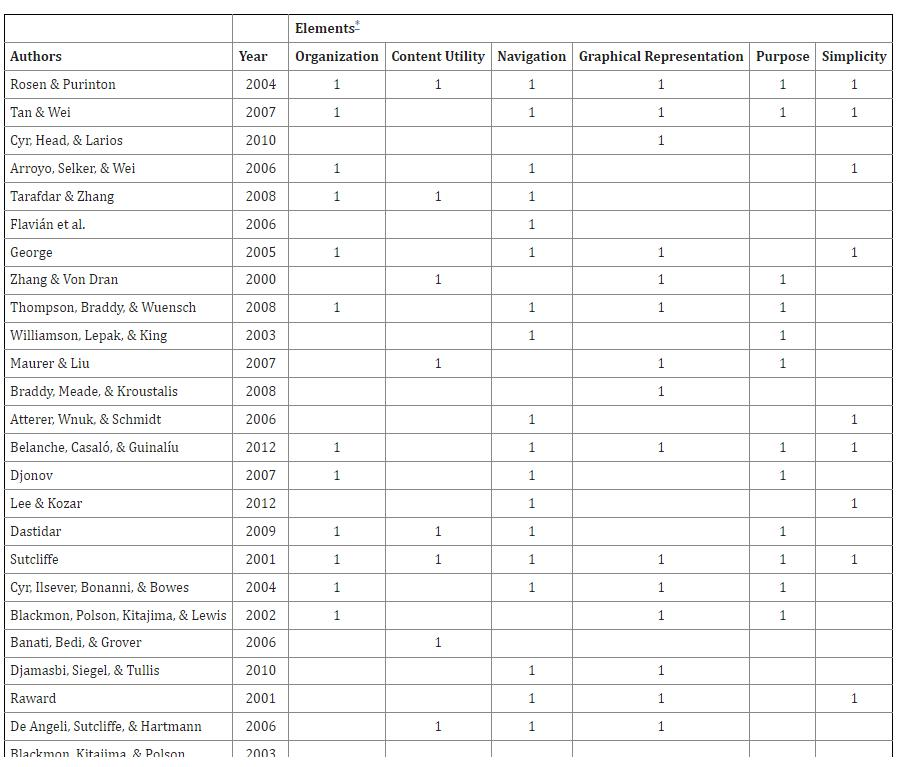 Elements*
Authors Year Organization Content Utility Navigation Graphical Representation Purpose Simplicity
Rosen & Purinton 2004 1 1 1 1 1 1
Tan & Wei 2007 1 1 1 1 1
Cyr, Head, & Larios 2010 1
Arroyo, Selker, & Wei 2006 1 1 1
Tarafdar & Zhang 2008 1 1 1
Flavián et al. 2006 1
George 2005 1 1 1 1
Zhang & Von Dran 2000 1 1 1
Thompson, Braddy, & Wuensch 2008 1 1 1 1
Williamson, Lepak, & King 2003 1 1
Maurer & Liu 2007 1 1 1
Braddy, Meade, & Kroustalis 2008 1
Atterer, Wnuk, & Schmidt 2006 1 1
Belanche, Casaló, & Guinalíu 2012 1 1 1 1 1
Djonov 2007 1 1 1
Lee & Kozar 2012 1 1
Dastidar 2009 1 1 1 1
Sutcliffe 2001 1 1 1 1 1 1
Cyr, Ilsever, Bonanni, & Bowes 2004 1 1 1 1
Blackmon, Polson, Kitajima, & Lewis 2002 1 1 1
Banati, Bedi, & Grover 2006 1
Djamasbi, Siegel, & Tullis 2010 1 1
Raward 2001 1 1 1
De Angeli, Sutcliffe, & Hartmann 2006 1 1 1
Blackmon, Kitajima, & Polson 2003